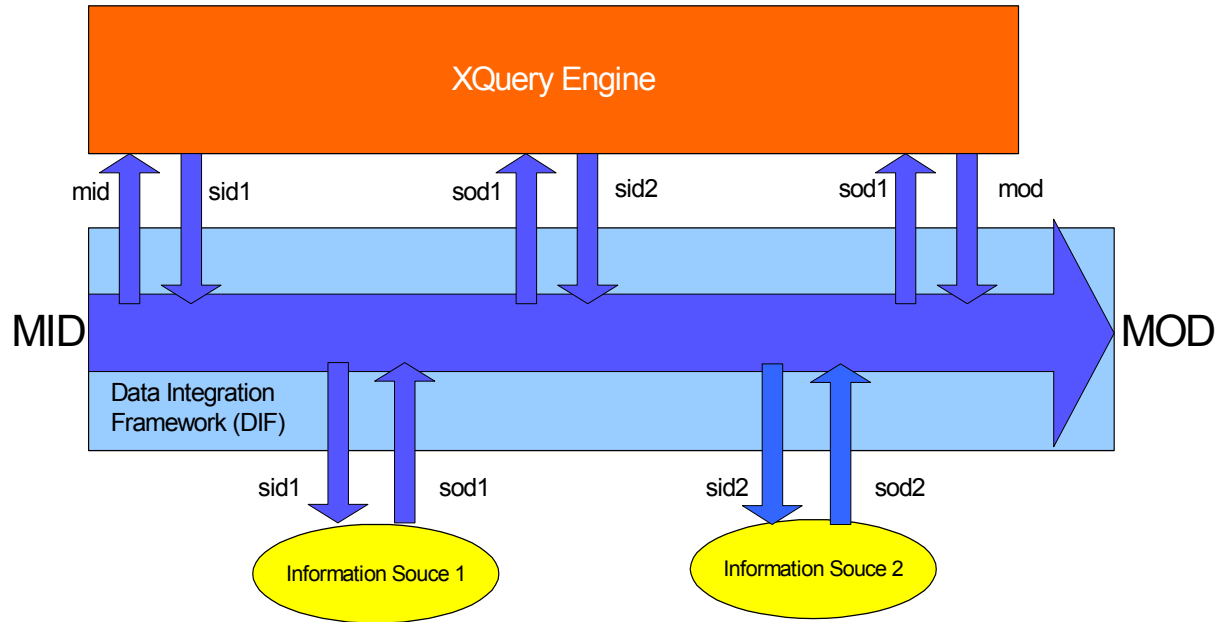 XQuery Engine
mid
sid1
sod1
sid2
sod1
mod
MID
MOD
Data Integration
Framework (DIF)
sid1
sod1
sid2
sod2
Information Souce 1
Information Souce 2